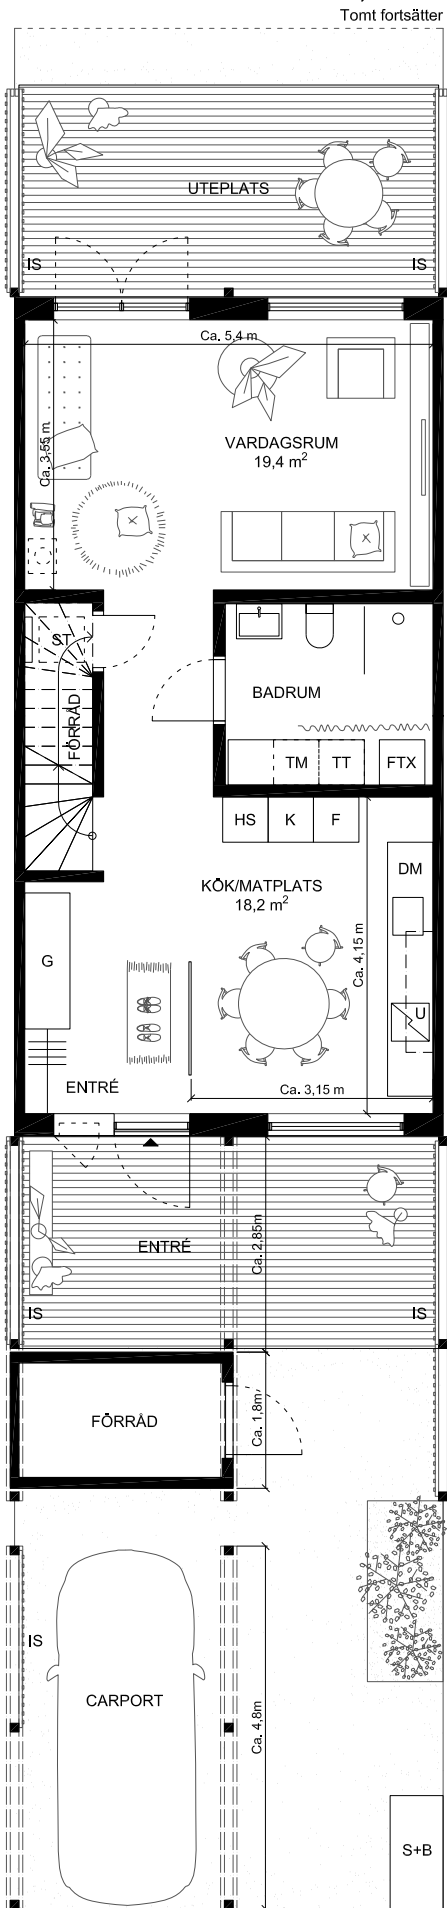 Tomt fortsätter
UTEPLATS
IS
IS
Ca. 5,4 m
Ca. 3,55 m
VARDAGSRUM
19,4 m²
ST
FÖRRÅD
BADRUM
TM
TT
FTX
HS
K
F
DM
KÖK/MATPLATS
18,2 m²
G
Ca. 4,15 m
U
ENTRÉ
Ca. 3,15 m
ENTRÉ
Ca. 2,85m
IS
IS
FÖRRÅD
Ca. 1,8m
IS
CARPORT
Ca. 4,8m
S+B